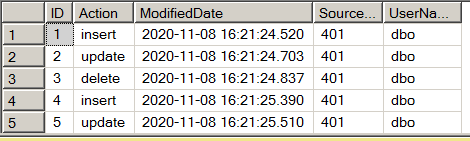 ID Action ModifiedDate Source... UserNa...
1 1 insert 2020-11-08 16:21:24.520 401 dbo
2 2 update 2020-11-08 16:21:24.703 401 dbo
3 3 delete 2020-11-08 16:21:24.837 401 dbo
4 4 insert 2020-11-08 16:21:25.390 401 dbo
5 5 update 2020-11-08 16:21:25.510 401 dbo